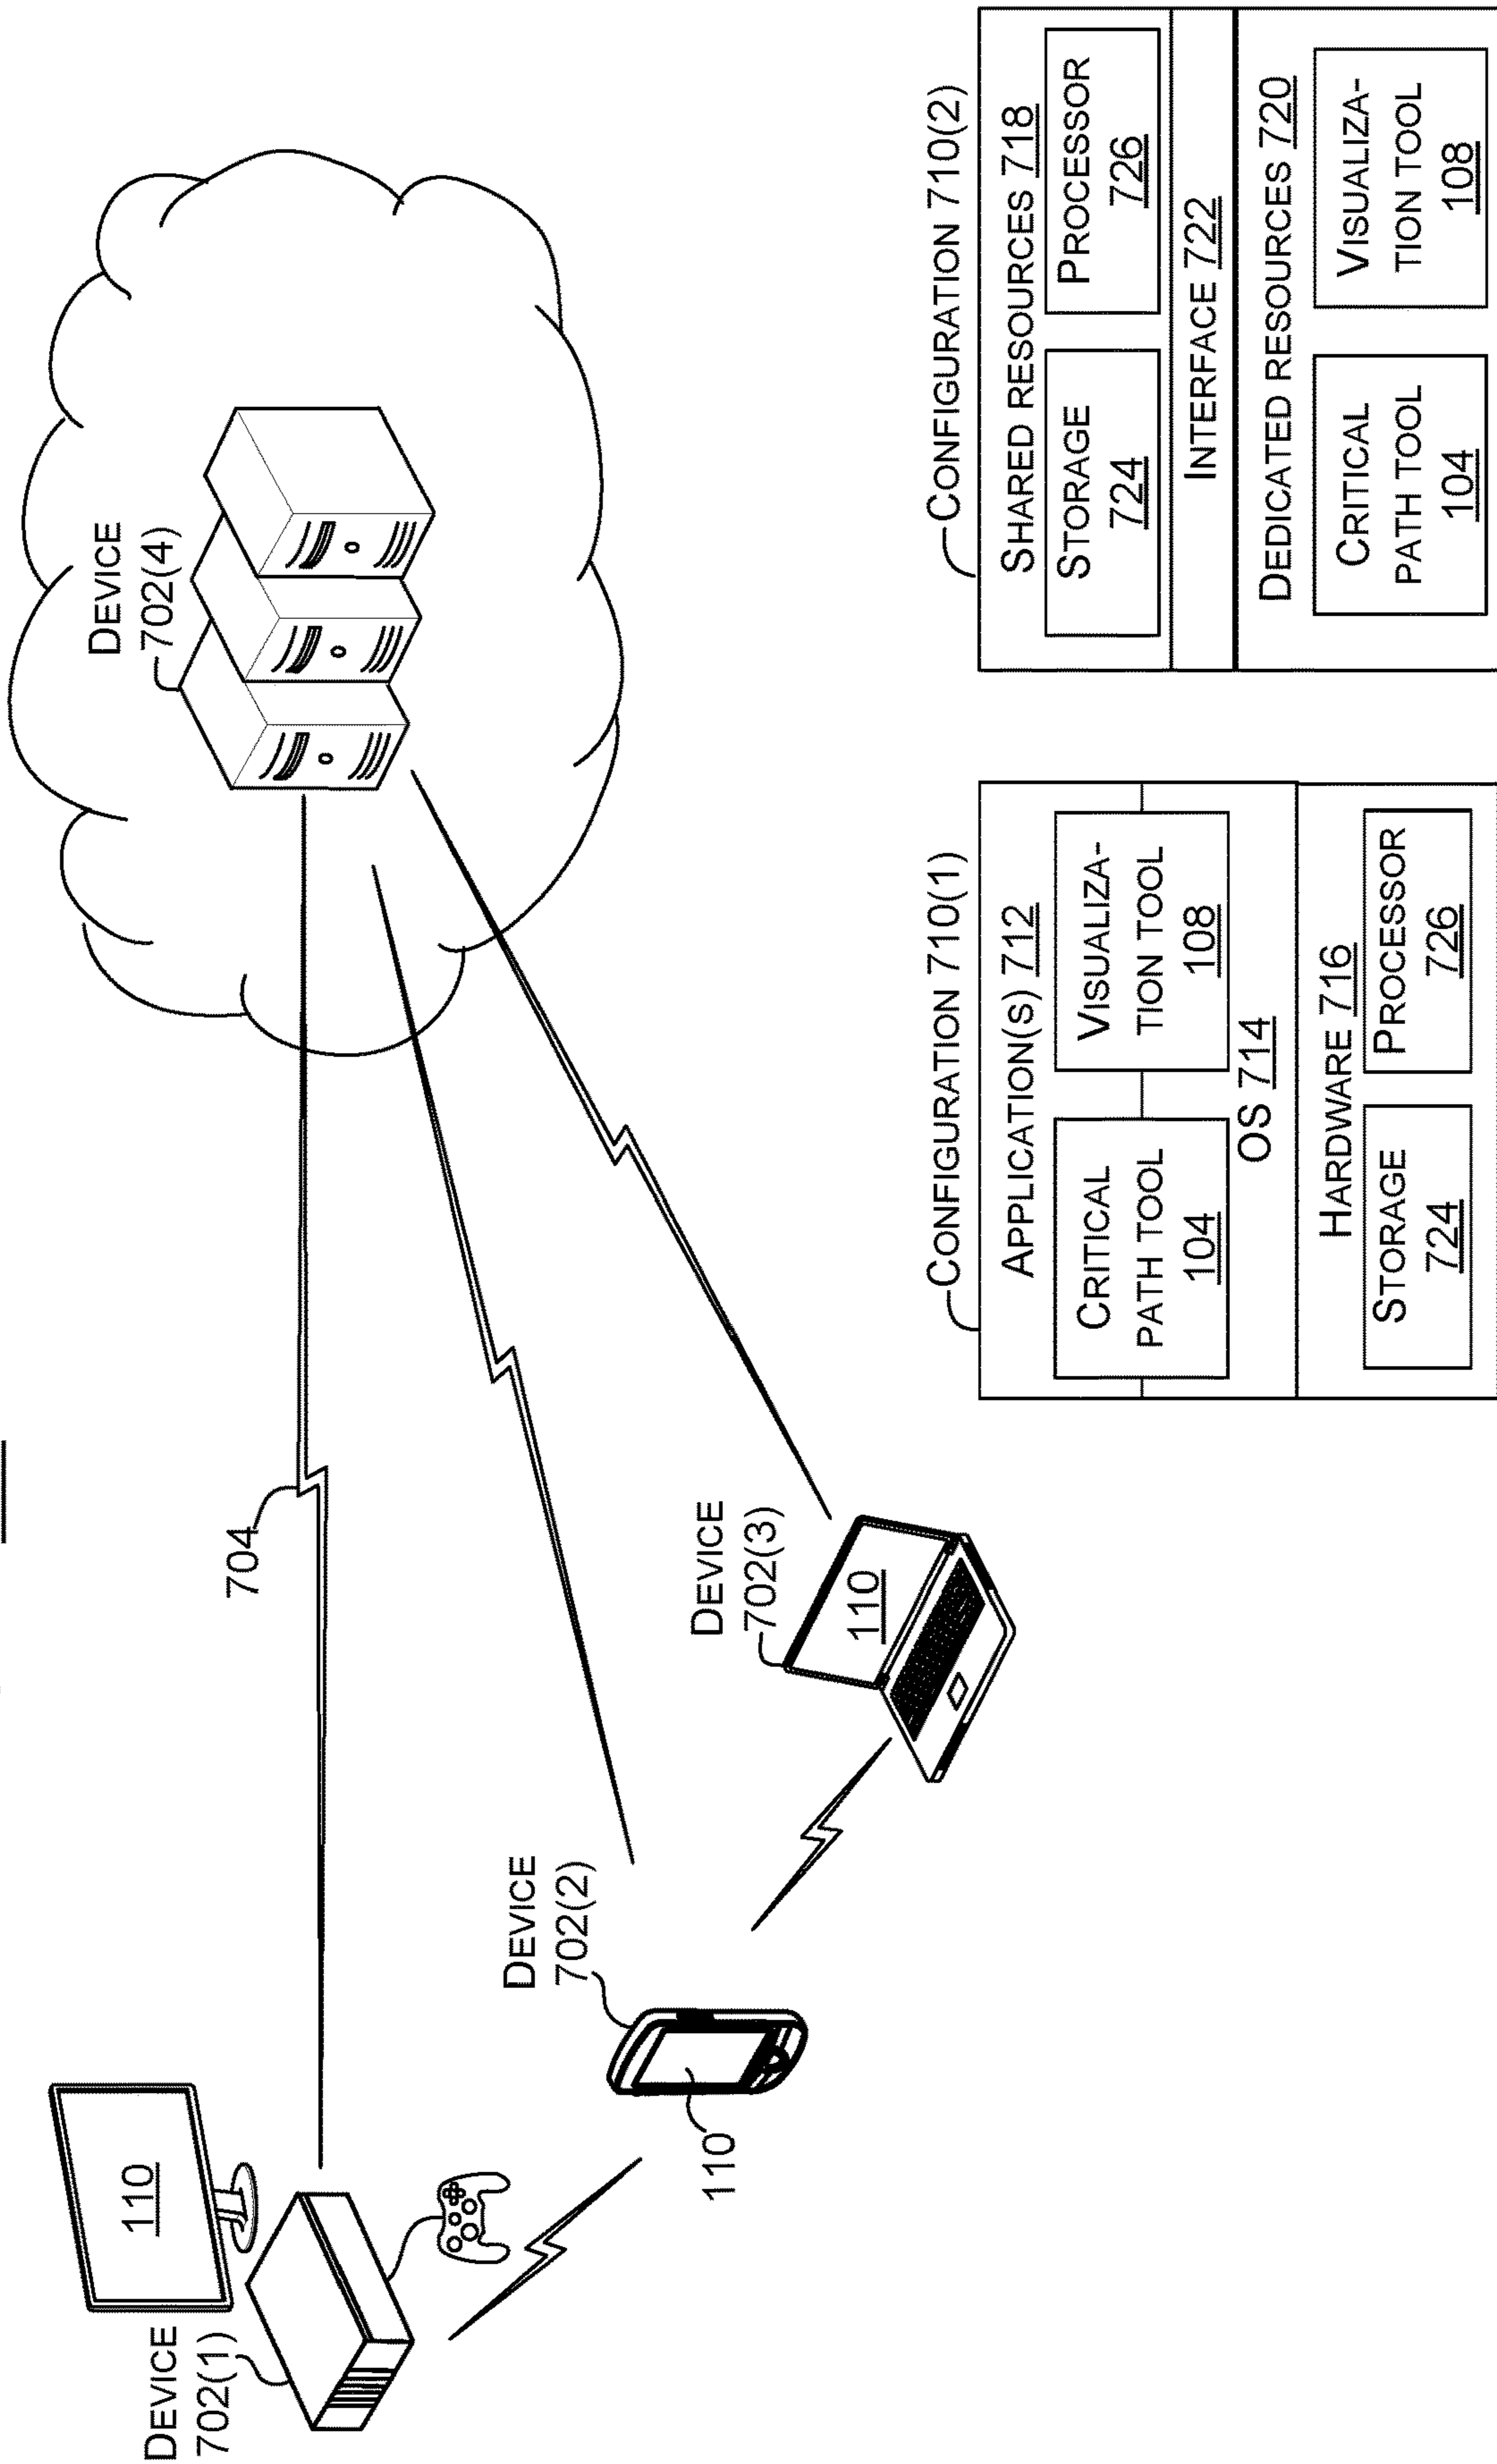 DEVICE
702(1)
110
704
DEVICE
702(4)
DEVICE
702(2)
110
DEVICE
702(3)
110
CONFIGURATION 710(1)
APPLICATION(S) 712
CRITICAL
PATH TOOL
104
VISUALIZA-
TION TOOL
108
OS 714
HARDWARE 716
STORAGE
724
PROCESSOR
726
CONFIGURATION 710(2)
SHARED RESOURCES 718
STORAGE
724
PROCESSOR
726
INTERFACE 722
DEDICATED RESOURCES 720
CRITICAL
PATH TOOL
104
VISUALIZA-
TION TOOL
108